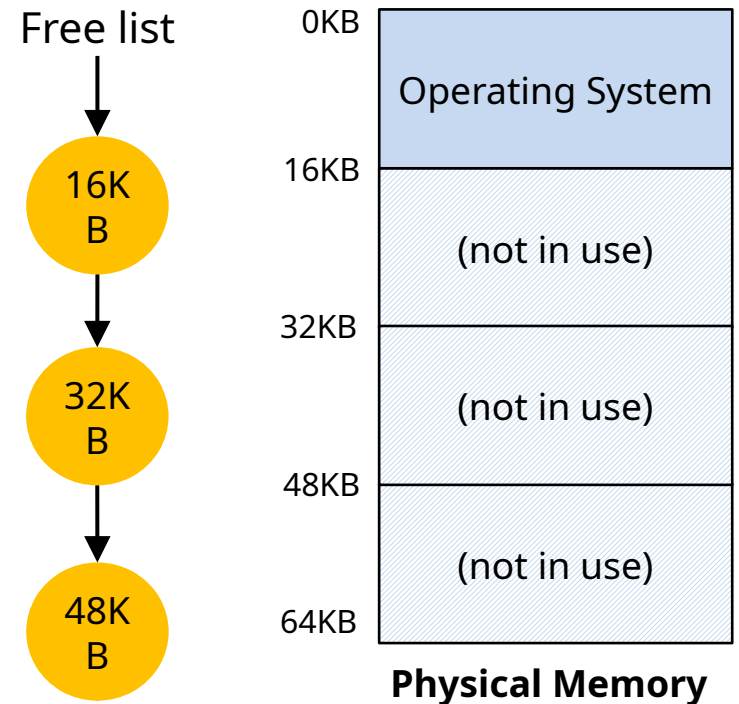 Free list
16K
B
32K
B
48K
B
0KB
Operating System
16KB
(not in use)
32KB
(not in use)
48KB
(not in use)
64KB
Physical Memory